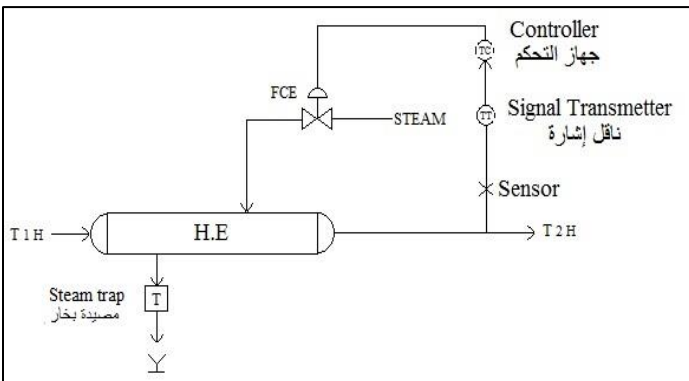 Controller
جهاز التحكم
TC
FCE
STEAM
TT
Signal Transmetter
ناقل إشارة
Sensor
T 1 H
H.E
T 2 H
Steam trap
مصيدة بخار
T